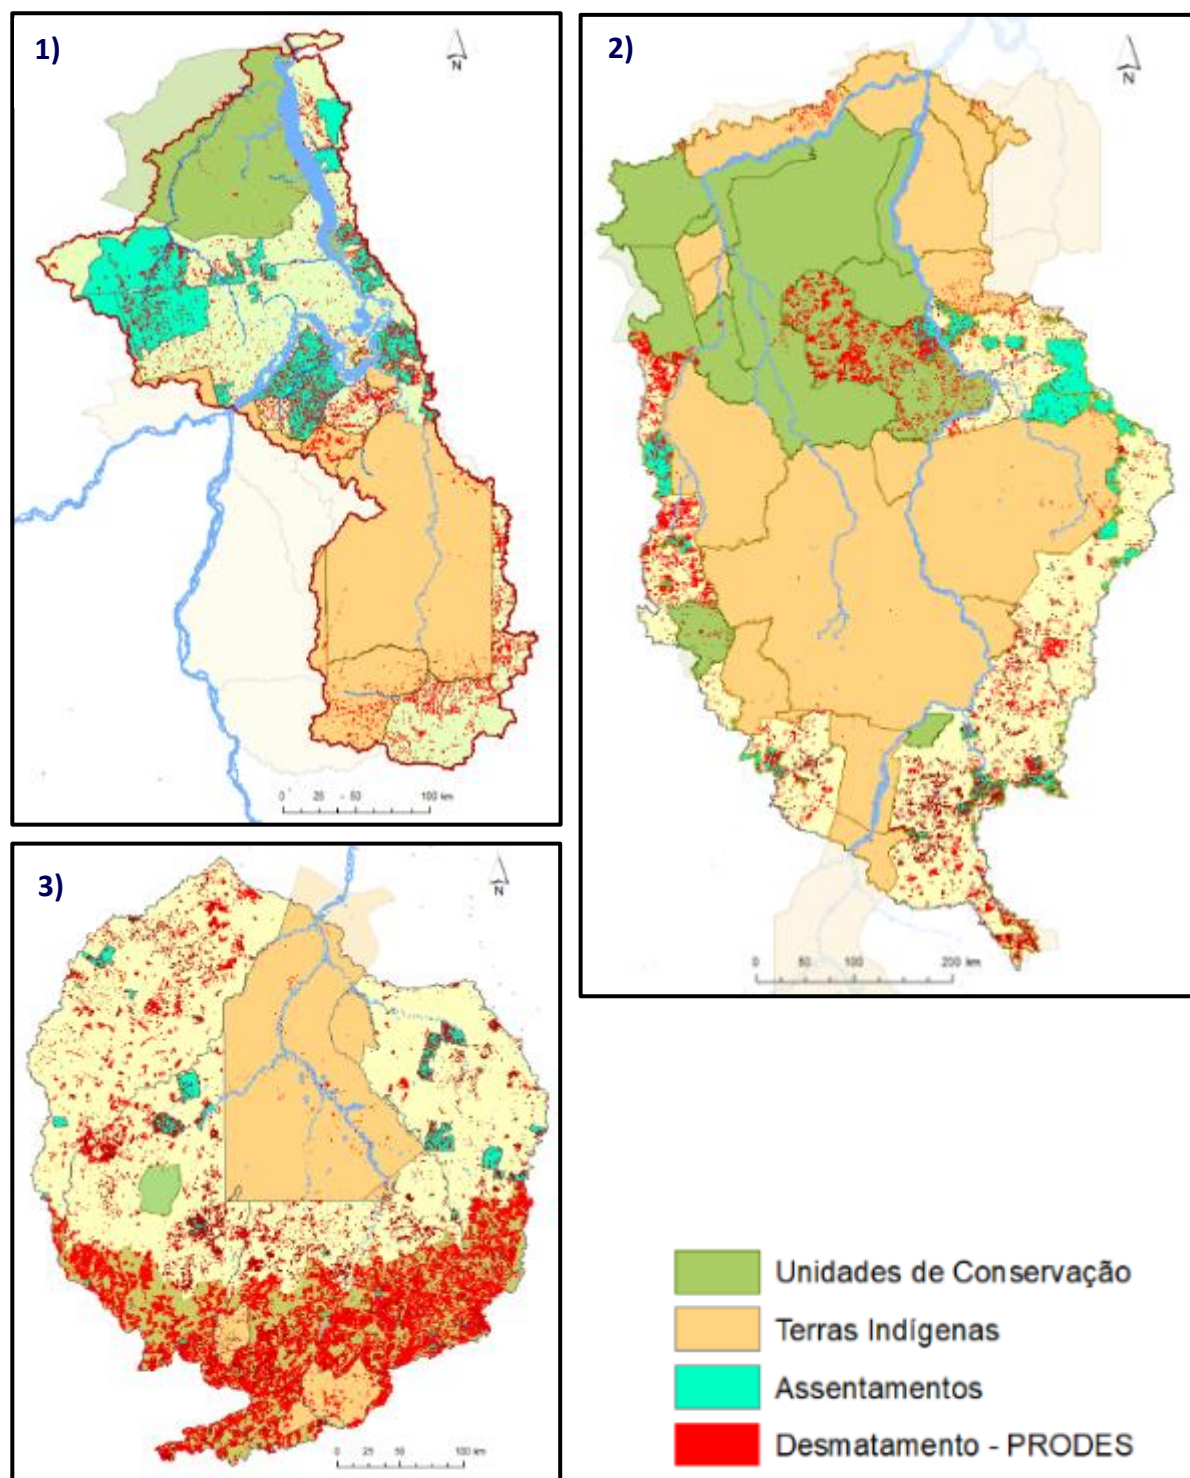 1)
N
0 25 50 100 km
2)
N
0 50 100 200 km
3)
N
0 25 50 100 km
Unidades de Conservação
Terras Indígenas
Assentamentos
Desmatamento - PRODES